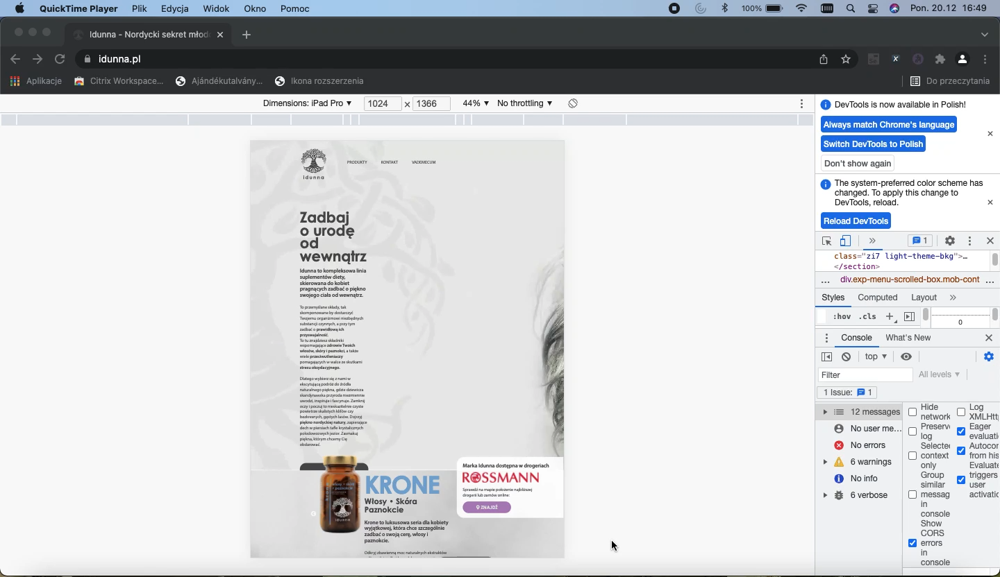 QuickTime Player Plik Edycja Widok Okno Pomoc 100% Pon. 20.12 16:49
Idunna - Nordycki sekret młod
idunna.pl
Aplikacje Citrix Workspace... Ajándékutalvány... Ikona rozszerzenia Do przeczytania
Dimensions: iPad Pro 1024 × 1366 44% No throttling
DevTools is now available in Polish!
Always match Chrome's language
Switch DevTools to Polish
Don't show again
The system-preferred color scheme has
changed. To apply this change to
DevTools, reload.
Reload DevTools
1
class="zi7 light-theme-bkg">…
</section>
... div.exp-menu-scrolled-box.mob-cont ...
Styles Computed Layout
:hov .cls + 0
Console What's New
top
Filter All levels
1 Issue: 1
12 messages
No user me...
No errors
6 warnings
No info
6 verbose
Hide
network
Preserv
log
Selecte
context
only
Group
similar
messag
in
console
Show
CORS
errors
in
console
Log
XMLHtt
Eager
evaluati
Autocor
from his
Evaluate
triggers
user
activatio
idunna
PRODUKTY KONTAKT VADEMECUM
Zadbaj
o urodę
od
wewnątrz
Idunna to kompleksowa linia
suplementów diety,
skierowana do kobiet
pragnących zadbać o piękno
swojego ciała od wewnątrz.
To przemyślane składy, tak
skomponowane by dostarczyć
Twojemu organizmowi niezbędnych
substancji czynnych, a przy tym
zadbać o prawidłową ich
przyswajalność.
To tu znajdziesz składniki
wspomagające zdrowie Twoich
włosów, skóry i paznokci, a także
wiele przeciwutleniaczy
pomagających w walce ze skutkami
stresu oksydacyjnego.
Dlatego wybierz się z nami w
ekscytującą podróż do źródła
naturalnego piękna, gdzie dziewicza
skandynawska przyroda niezmiennie
uwodzi, inspiruje i fascynuje. Zamknij
oczy i poczuj to nieskazitelnie czyste
powietrze skalistych klifów czy
bezkresnych, gęstych lasów. Dojrzyj
piękno nordyckiej natury, zapierające
dech w piersiach tafle krystalicznych
polodowcowych jezior. Zasmakuj
piękna, którym chcemy Cię
obdarować.
włosy • skóra
• paznokcie
idunna
KRONE
Włosy • Skóra
Paznokcie
Krone to luksusowa seria dla kobiety
wyjątkowej, która chce szczególnie
zadbać o swoją cerę, włosy i
paznokcie.
Odkryj zbawienną moc naturalnych ekstraktów
Marka Idunna dostępna w drogeriach
ROSSMANN
Sprawdź na mapie położenie najbliższej
drogerii lub zamów online:
ZNAJDŹ